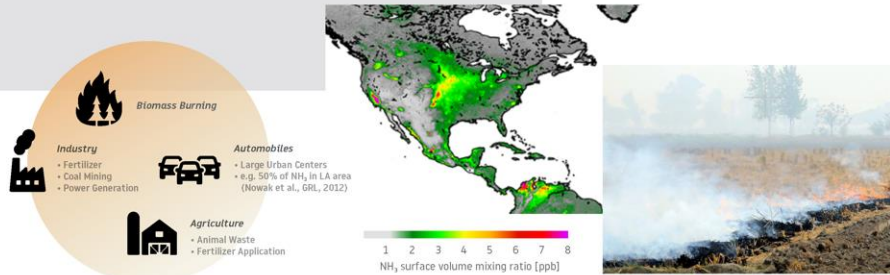 Biomass Burning
Industry
• Fertilizer
• Coal Mining
• Power Generation
Automobiles
• Large Urban Centers
• e.g. 50% of NH₃ in LA area
(Nowak et al., GRL, 2012)
Agriculture
• Animal Waste
• Fertilizer Application
1 2 3 4 5 6 7 8
NH₃ surface volume mixing ratio [ppb]